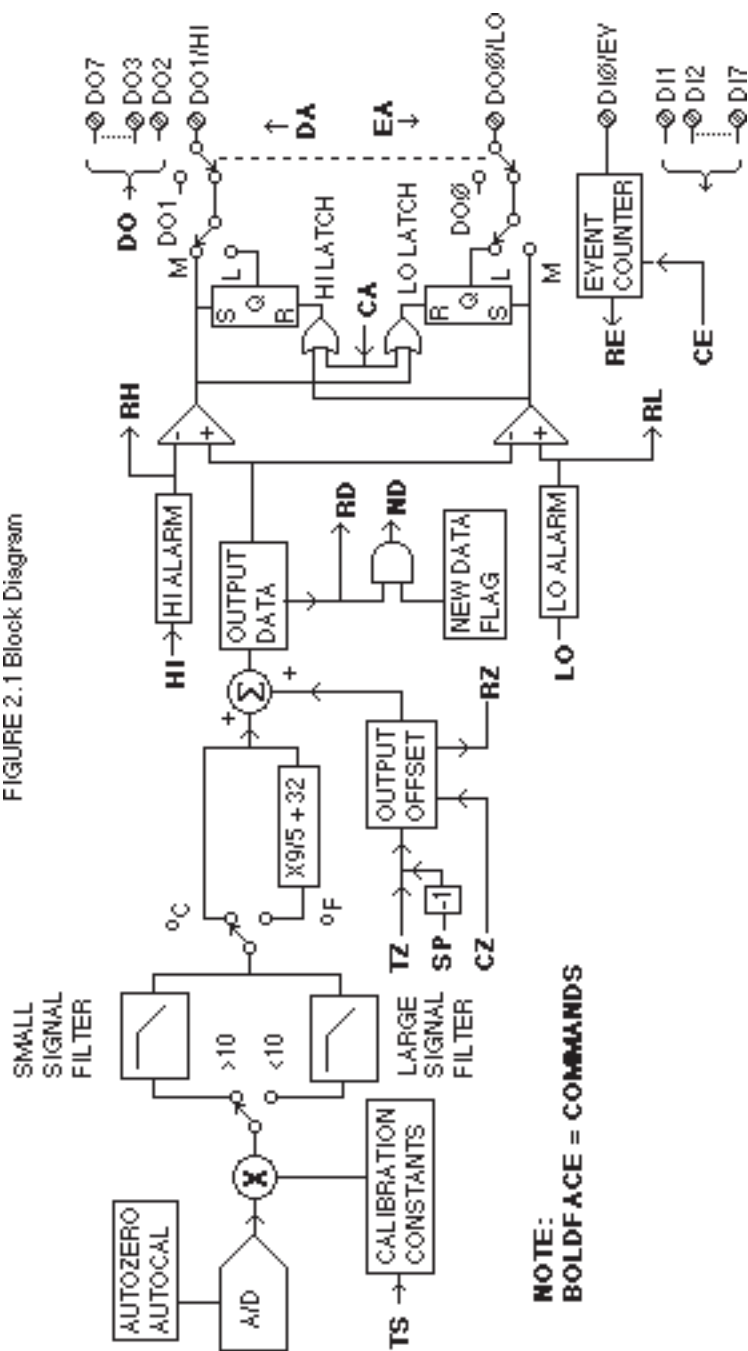 FIGURE 2.1 Block Diagram
AUTOZERO
AUTOCAL
A/D
X
TS
CALIBRATION
CONSTANTS
SMALL
SIGNAL
FILTER
>10
<10
LARGE
SIGNAL
FILTER
°C
°F
X9/5 + 32
Σ
+
+
TZ
SP
-1
CZ
OUTPUT
OFFSET
RZ
OUTPUT
DATA
RD
ND
NEW DATA
FLAG
HI
HI ALARM
RH
-
+
LO
LO ALARM
RL
-
+
M
L
S
Q
R
HI LATCH
CA
LO LATCH
R
Q
S
L
M
DO
DO1
DO7
DO3
DO2
DO1/HI
DA
EA
DOØ
DOØ/LO
EVENT
COUNTER
RE
CE
DIØ/EV
DI1
DI2
DI7
NOTE:
BOLDFACE = COMMANDS